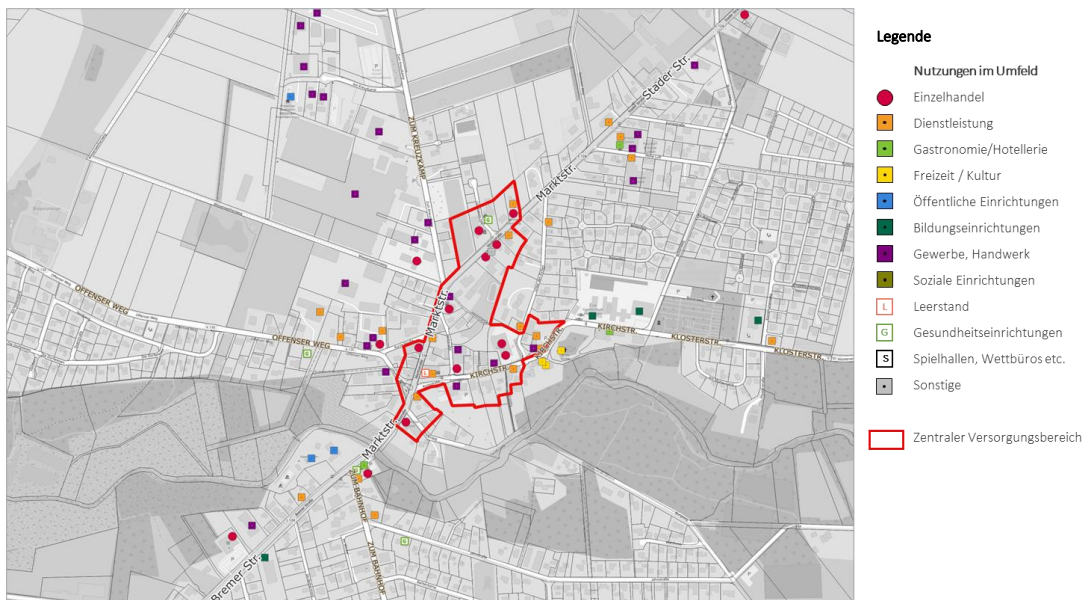 Stader Str.
ZUM KREUZKAMP
Marktstr.
Marktstr.
OFFENSER WEG
OFFENSER WEG
KIRCHSTR.
KLOSTERSTR.
KLOSTERSTR.
KIRCHSTR.
KIRCHSTR.
Marktstr.
ZUM BAHNHOF
ZUM BAHNHOF
Bremer Str.
L
G
G
G
G
Legende
Nutzungen im Umfeld
Einzelhandel
Dienstleistung
Gastronomie/Hotellerie
Freizeit / Kultur
Öffentliche Einrichtungen
Bildungseinrichtungen
Gewerbe, Handwerk
Soziale Einrichtungen
L Leerstand
G Gesundheitseinrichtungen
S Spielhallen, Wettbüros etc.
Sonstige
Zentraler Versorgungsbereich